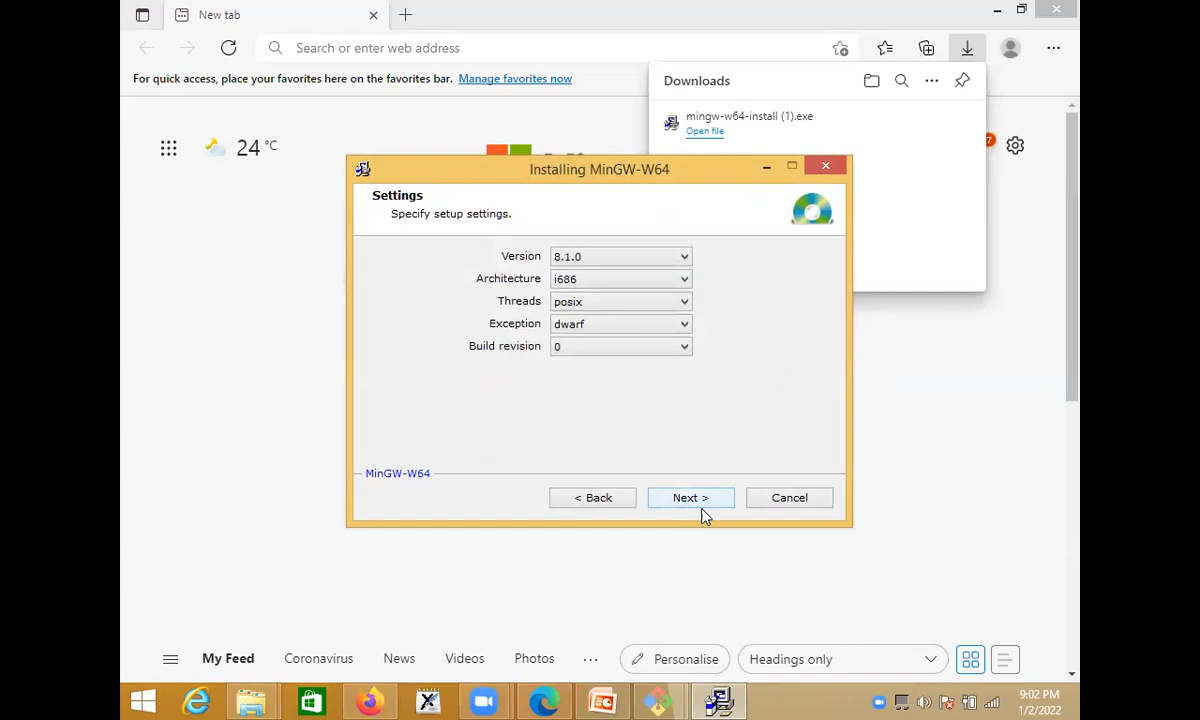 New tab
Search or enter web address
For quick access, place your favorites here on the favorites bar. Manage favorites now
Downloads
mingw-w64-install (1).exe
Open file
24 °C
7
Installing MinGW-W64
Settings
Specify setup settings.
Version 8.1.0
Architecture i686
Threads posix
Exception dwarf
Build revision 0
MinGW-W64
< Back Next > Cancel
My Feed Coronavirus News Videos Photos ... Personalise Headings only
9:02 PM
1/2/2022